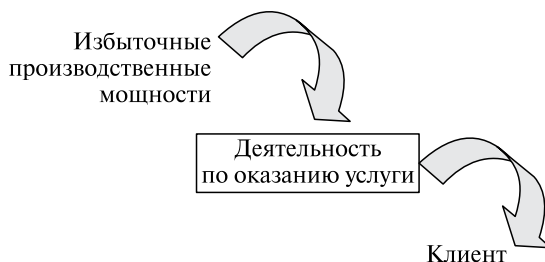 Избыточные
производственные
мощности
Деятельность
по оказанию услуги
Клиент